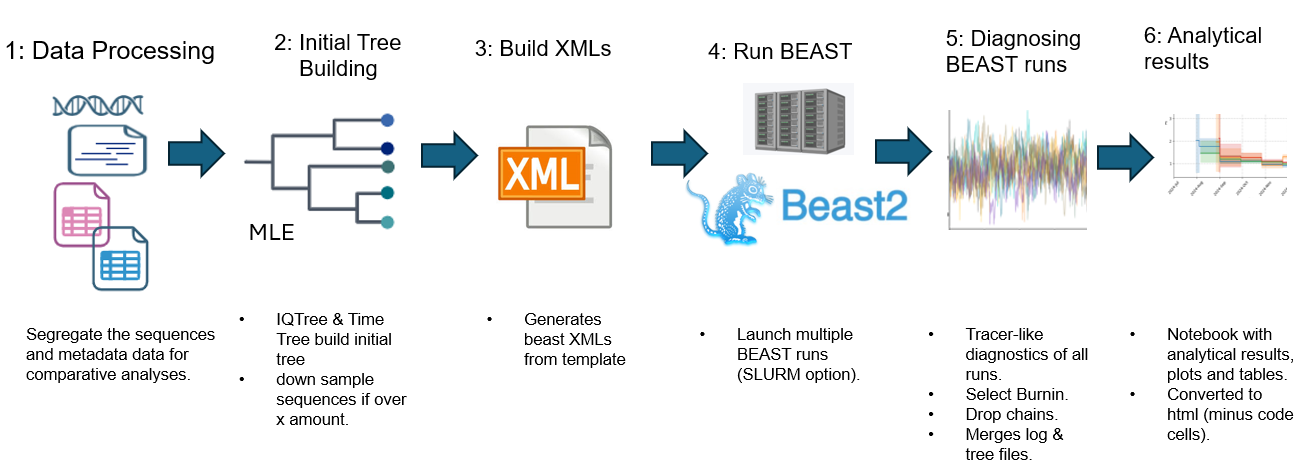 1: Data Processing
2: Initial Tree
Building
3: Build XMLs
4: Run BEAST
5: Diagnosing
BEAST runs
6: Analytical
results
MLE
XML
Beast2
Segregate the sequences
and metadata data for
comparative analyses.
• IQTree & Time
Tree build initial
tree
• down sample
sequences if over
x amount.
• Generates
beast XMLs
from template
• Launch multiple
BEAST runs
(SLURM option).
• Tracer-like
diagnostics of all
runs.
• Select Burnin.
• Drop chains.
• Merges log &
tree files.
• Notebook with
analytical results,
plots and tables.
• Converted to
html (minus code
cells).